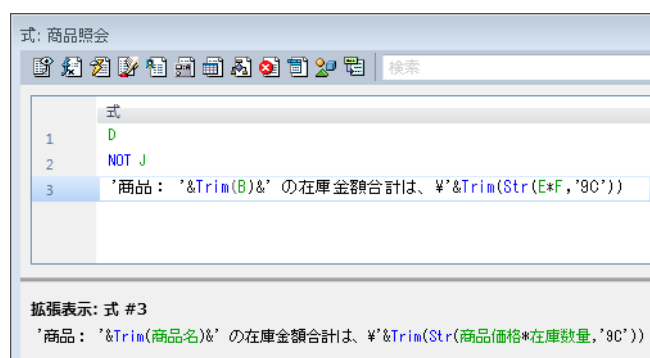 式: 商品照会
検索
式
1 D
2 NOT J
3 '商品： '&Trim(B)&' の在庫金額合計は、¥'&Trim(Str(E*F,'9C'))
拡張表示: 式 #3
'商品： '&Trim(商品名)&' の在庫金額合計は、¥'&Trim(Str(商品価格*在庫数量,'9C'))